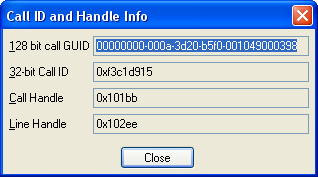 Call ID and Handle Info
128 bit call GUID 00000000-000a-3d20-b5f0-001049000398
32-bit Call ID 0xf3c1d915
Call Handle 0x101bb
Line Handle 0x102ee
Close